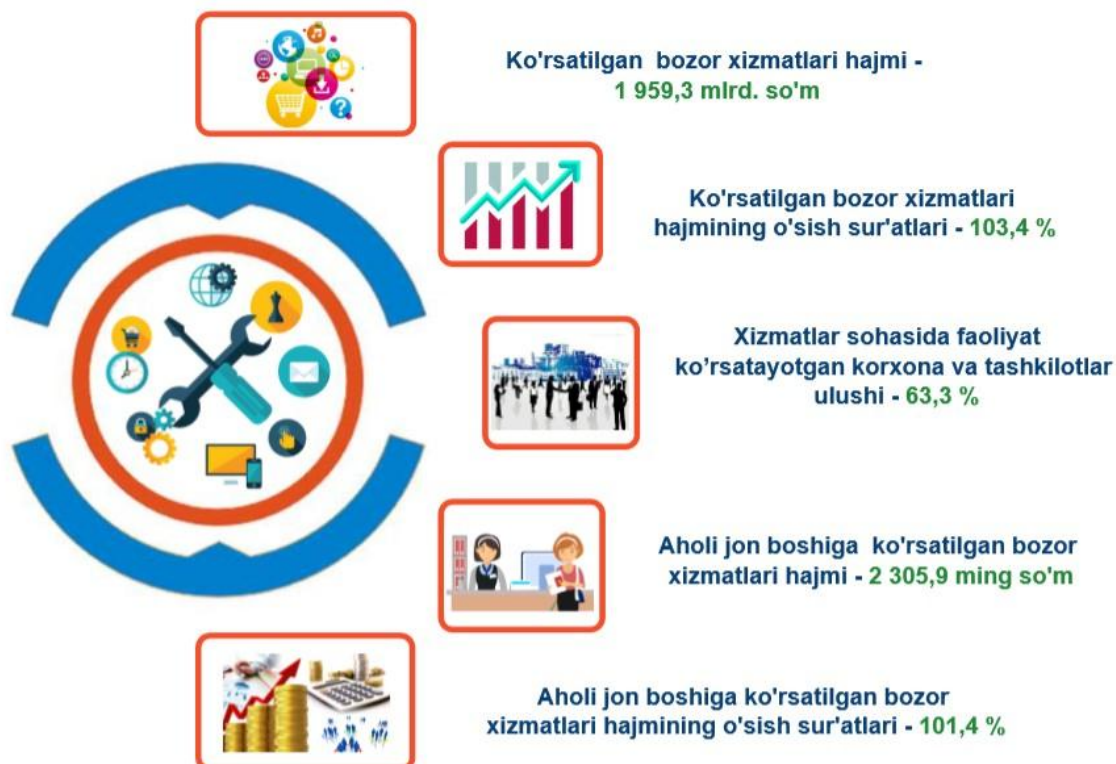 Ko'rsatilgan bozor xizmatlari hajmi -
1 959,3 mlrd. so'm
Ko'rsatilgan bozor xizmatlari
hajmining o'sish sur'atlari - 103,4 %
Xizmatlar sohasida faoliyat
ko’rsatayotgan korxona va tashkilotlar
ulushi - 63,3 %
Aholi jon boshiga ko'rsatilgan bozor
xizmatlari hajmi - 2 305,9 ming so'm
Aholi jon boshiga ko'rsatilgan bozor
xizmatlari hajmining o'sish sur'atlari - 101,4 %